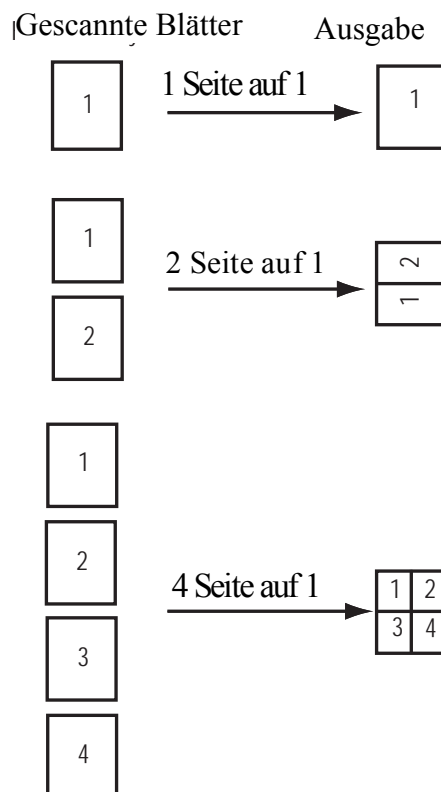 Gescannte Blätter Ausgabe
1 Seite auf 1
1 1
1
2 Seite auf 1
2
2
1
1
2
4 Seite auf 1
1 2
3 4
3
4